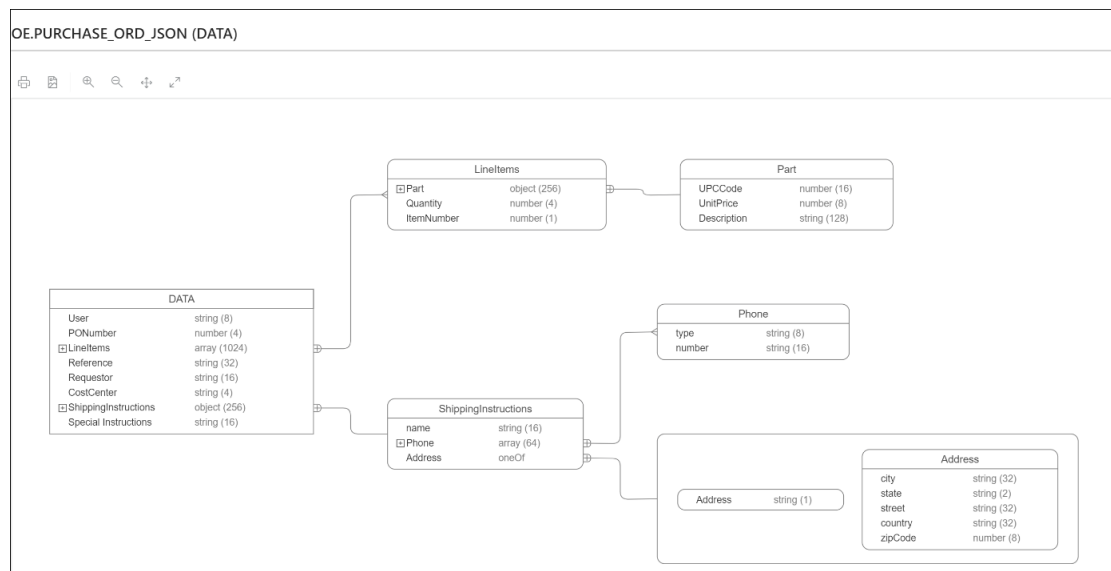 OE.PURCHASE_ORD_JSON (DATA)
LineItems
Part object (256)
Quantity number (4)
ItemNumber number (1)
Part
UPCCode number (16)
UnitPrice number (8)
Description string (128)
DATA
User string (8)
PONumber number (4)
LineItems array (1024)
Reference string (32)
Requestor string (16)
CostCenter string (4)
ShippingInstructions object (256)
Special Instructions string (16)
Phone
type string (8)
number string (16)
ShippingInstructions
name string (16)
Phone array (64)
Address oneOf
Address string (1)
Address
city string (32)
state string (2)
street string (32)
country string (32)
zipCode number (8)